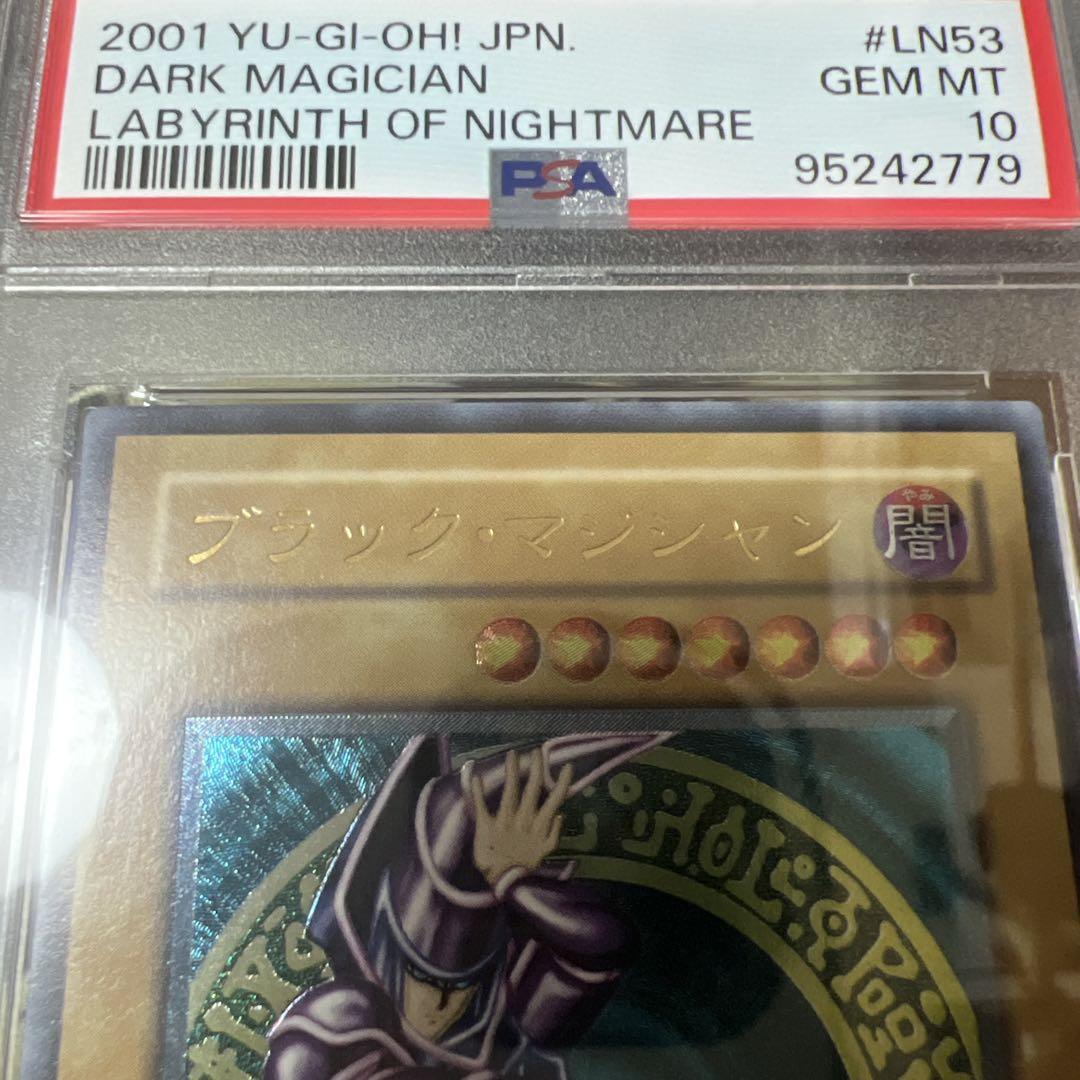 2001 YU-GI-OH! JPN. #LN53
DARK MAGICIAN GEM MT
LABYRINTH OF NIGHTMARE 10
PSA 95242779
ブラック・マジシャン
やみ
闇